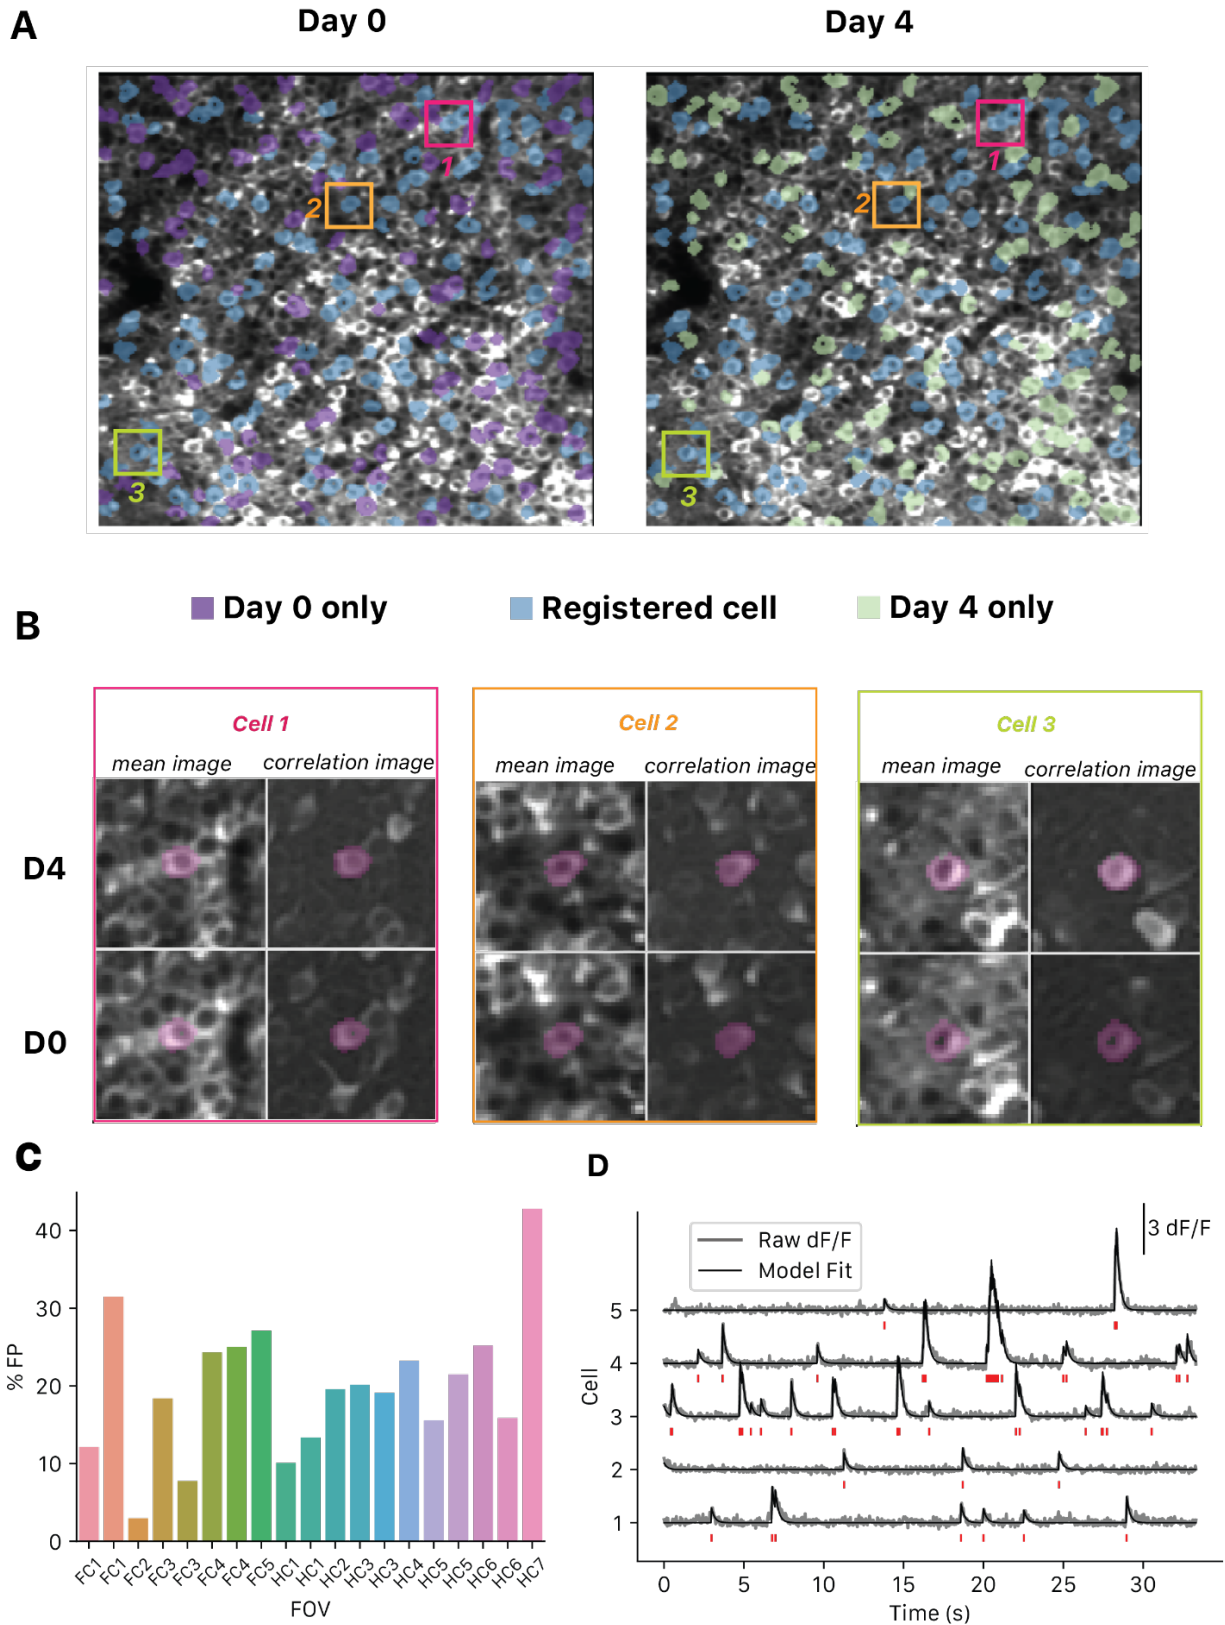 A
Day 0
Day 4
1
2
3
1
2
3
Day 0 only
Registered cell
Day 4 only
B
Cell 1
mean image
correlation image
Cell 2
mean image
correlation image
Cell 3
mean image
correlation image
D4
D0
C
% FP
40
30
20
10
0
FC1
FC1
FC2
FC3
FC3
FC4
FC4
FC5
HC1
HC1
HC2
HC3
HC3
HC4
HC5
HC5
HC6
HC6
HC7
FOV
D
Raw dF/F
Model Fit
3 dF/F
Cell
5
4
3
2
1
0
5
10
15
20
25
30
Time (s)